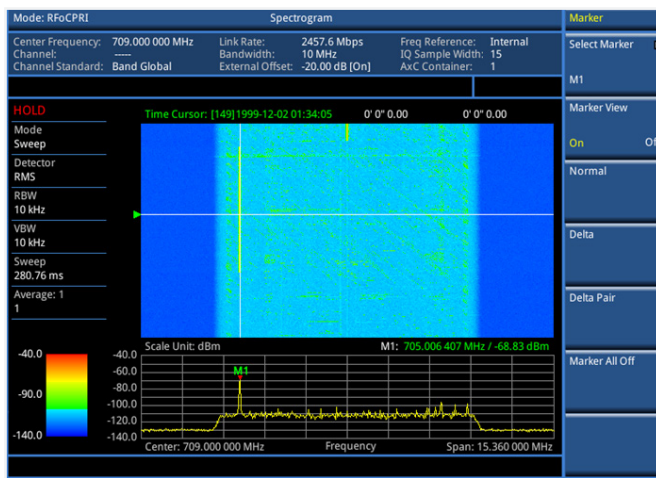 Mode: RFoCPRI Spectrogram Marker
Center Frequency: 709.000 000 MHz Link Rate: 2457.6 Mbps Freq Reference: Internal
Channel: ----- Bandwidth: 10 MHz IQ Sample Width: 15
Channel Standard: Band Global External Offset: -20.00 dB [On] AxC Container: 1
Select Marker
M1
HOLD
Time Cursor: [149]1999-12-02 01:34:05 0' 0" 0.00 0' 0" 0.00
Marker View
On Of
Mode
Sweep
Detector
RMS
RBW
10 kHz
VBW
10 kHz
Sweep
280.76 ms
Average: 1
1
Normal
Delta
Delta Pair
Marker All Off
Scale Unit: dBm M1: 705.006 407 MHz / -68.83 dBm
-40.0
-90.0
-140.0
-40.0
-60.0
-80.0
-100.0
-120.0
-140.0
M1
Center: 709.000 000 MHz Frequency Span: 15.360 000 MHz